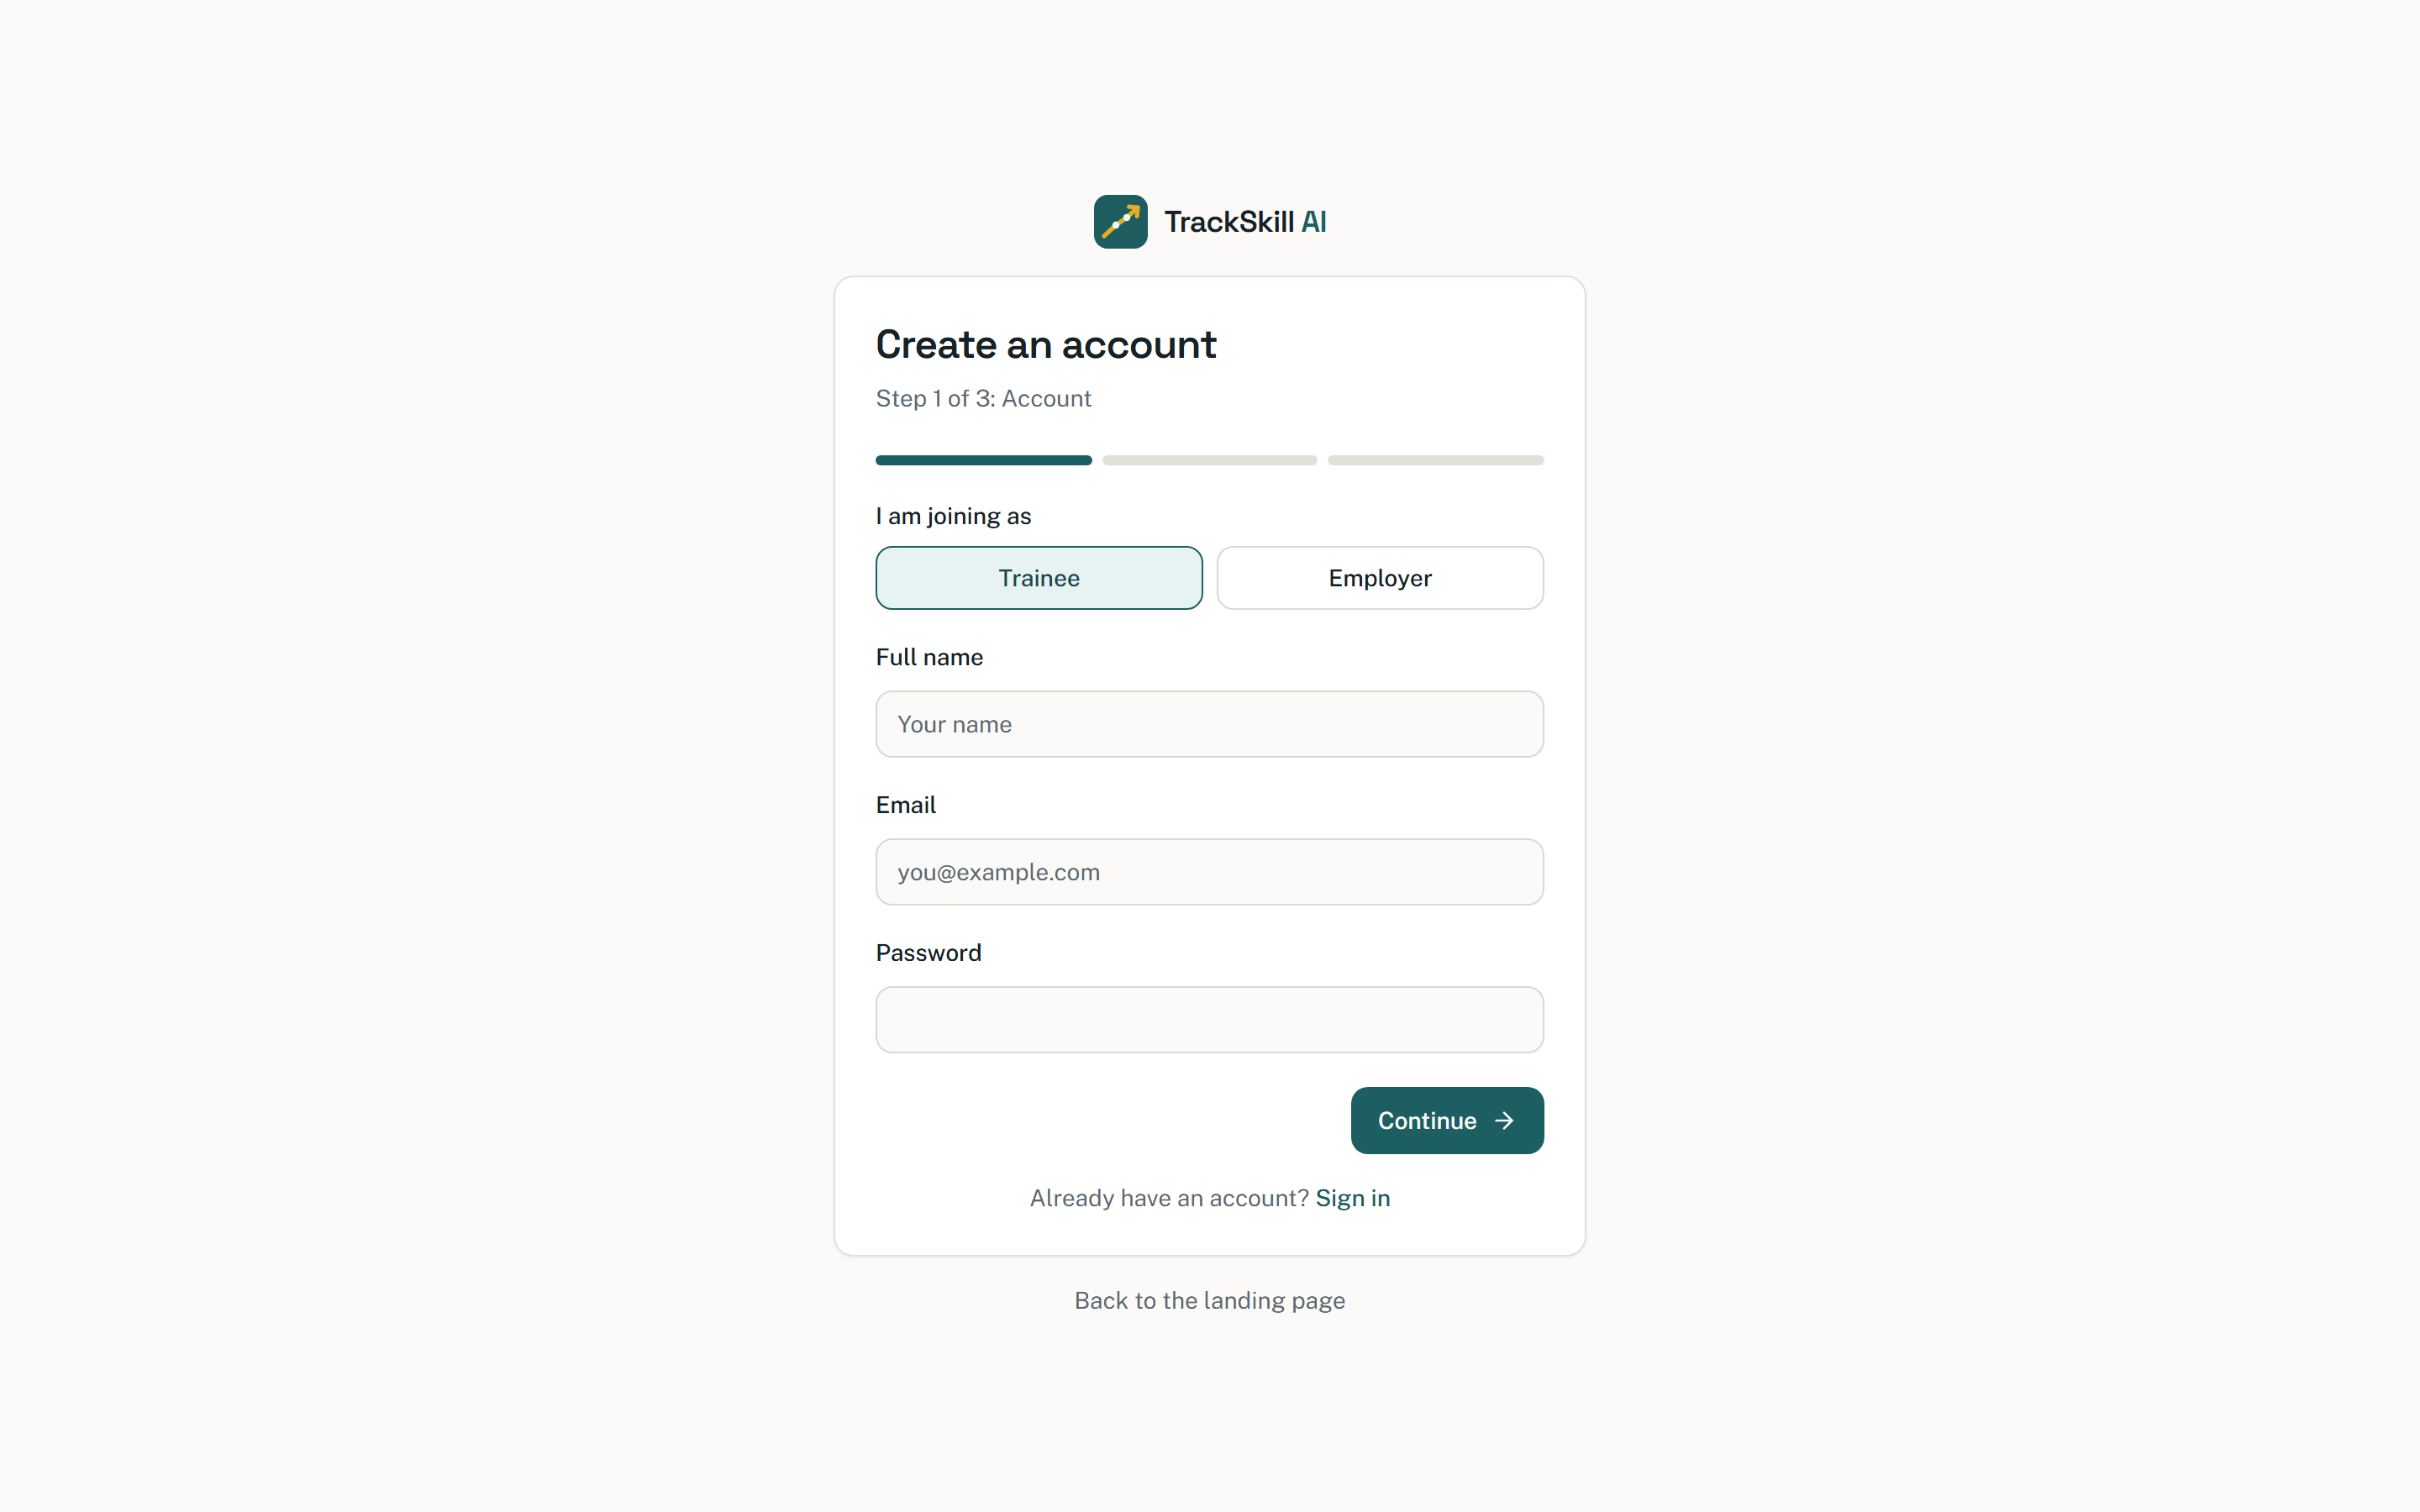 TrackSkill AI
Create an account
Step 1 of 3: Account
I am joining as
Trainee
Employer
Full name
Your name
Email
you@example.com
Password
Continue
Already have an account? Sign in
Back to the landing page